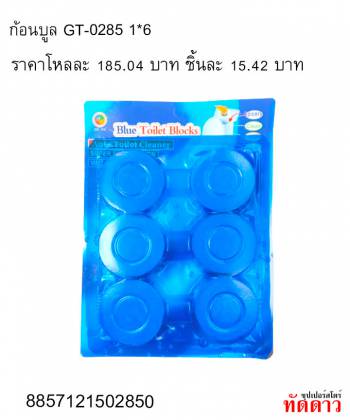 ก้อนบูล GT-0285 1*6
ราคาโหลละ 185.04 บาท ชิ้นละ 15.42 บาท
Blue Toilet Blocks
Toilet Cleaner
8857121502850
ซุปเปอร์สโตร์
ทัดดาว